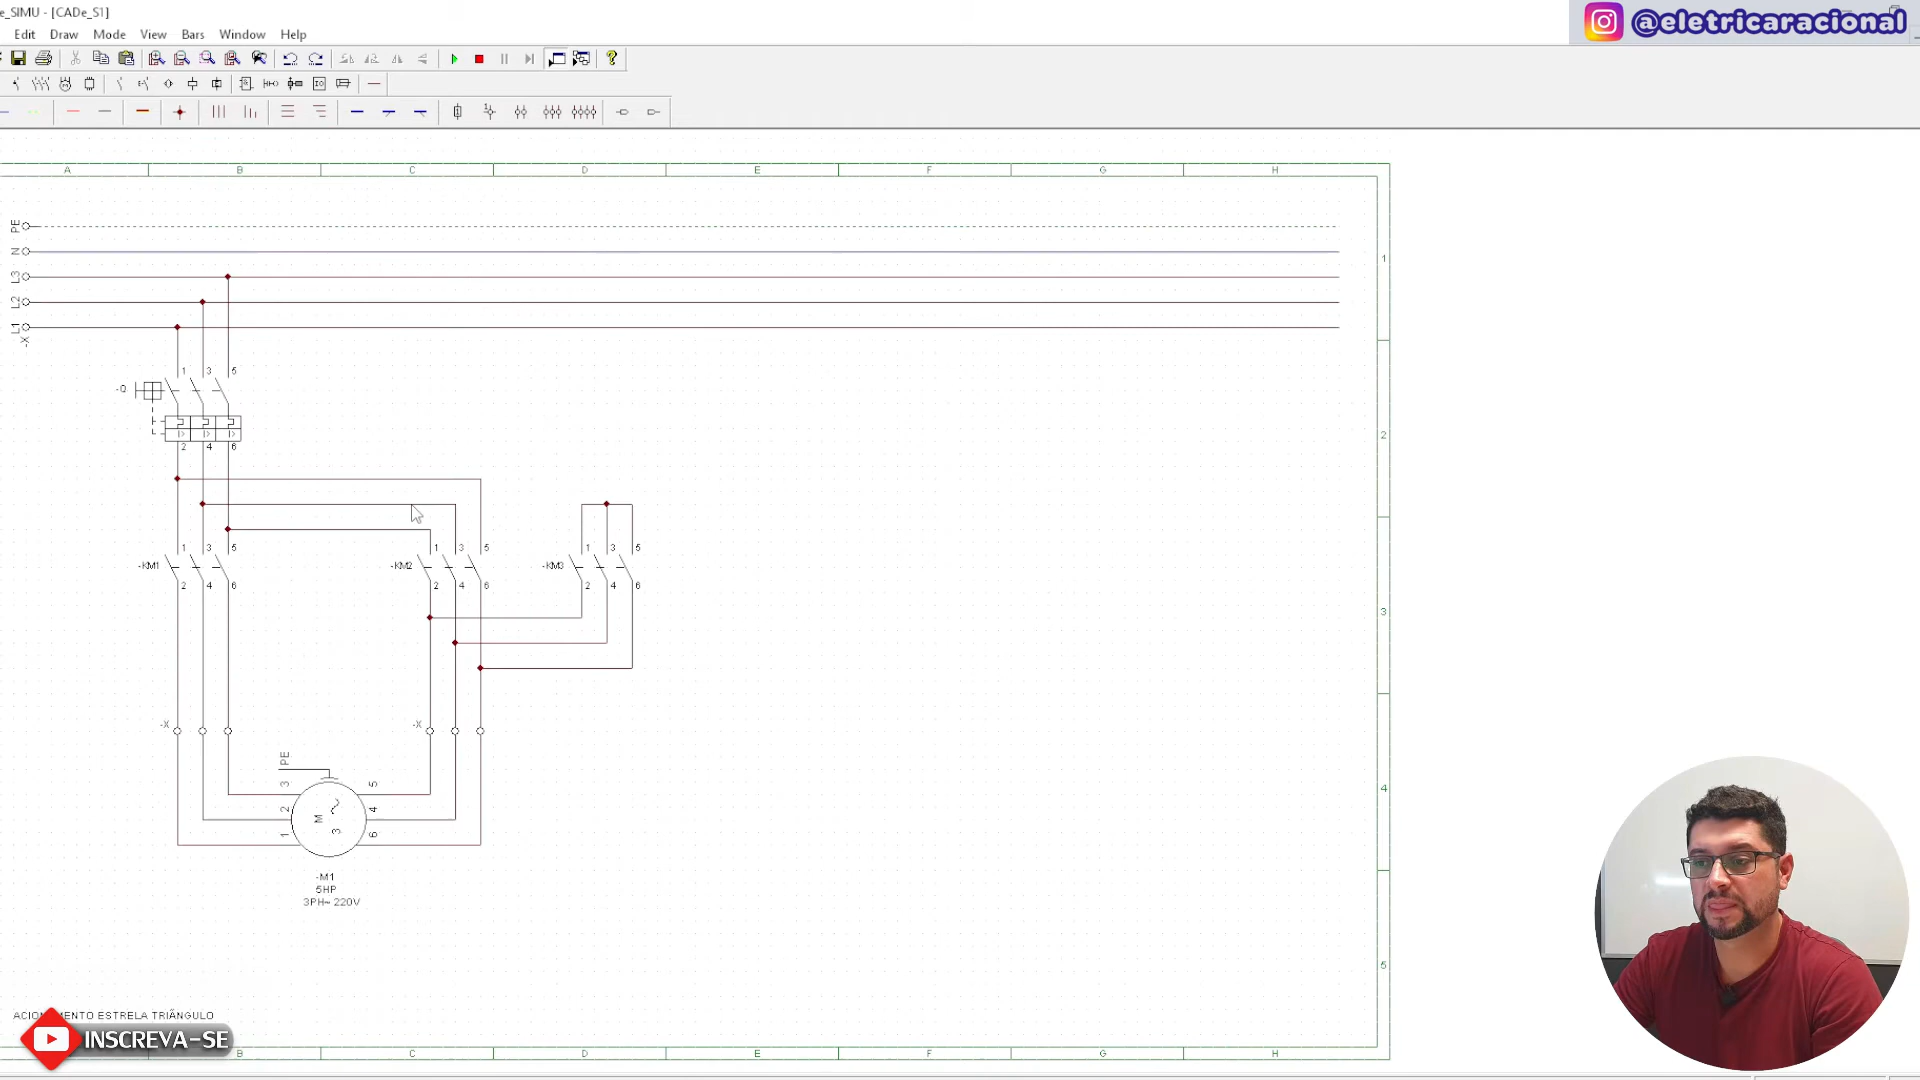 e_SIMU - [CADe_S1]
@eletricaracional
Edit Draw Mode View Bars Window Help
A B C D E F G H
PE
N
L3
L2
L1
-X
1
2
3
4
5
1 3 5
-Q
2 4 6
1 3 5
-KM1
2 4 6
1 3 5
-KM2
2 4 6
1 3 5
-KM3
2 4 6
-X
-X
PE
3 5
2 M 4
3
1 6
-M1
5HP
3PH~ 220V
ACIONAMENTO ESTRELA TRIÂNGULO
INSCREVA-SE
B C D E F G H